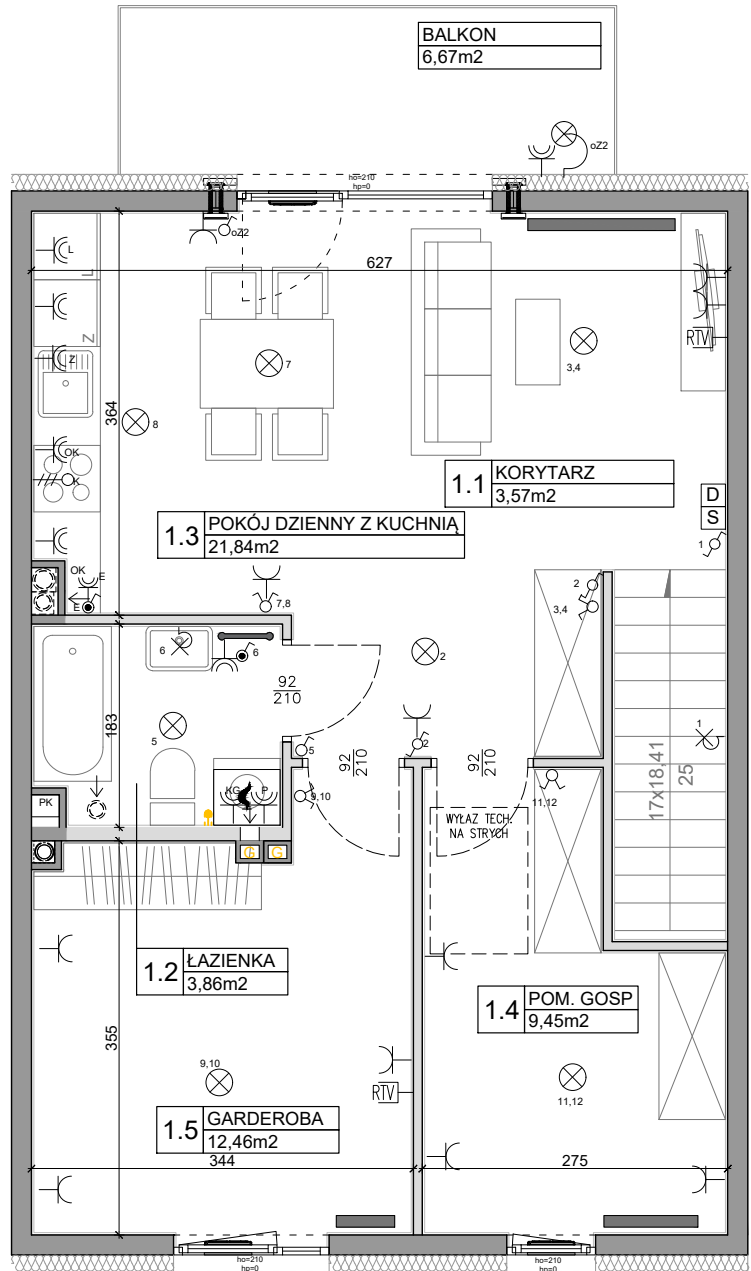 BALKON
6,67m2
oZ2
ho=210
hp=0
oZ2
627
L
L
Z
Z
RTV
7
3,4
8
364
OK
K
1.1 KORYTARZ
3,57m2
D
S
1
1.3 POKÓJ DZIENNY Z KUCHNIĄ
21,84m2
OK
E
E
7,8
2
3,4
6
6
2
92
210
183
5
5
2
92
210
92
210
1
17x18,41
25
KG
P
9,10
11,12
PK
WYŁAZ TECH.
NA STRYCH
G
G
1.2 ŁAZIENKA
3,86m2
1.4 POM. GOSP
9,45m2
355
9,10
RTV
11,12
1.5 GARDEROBA
12,46m2
344
275
ho=210
hp=0
ho=210
hp=0